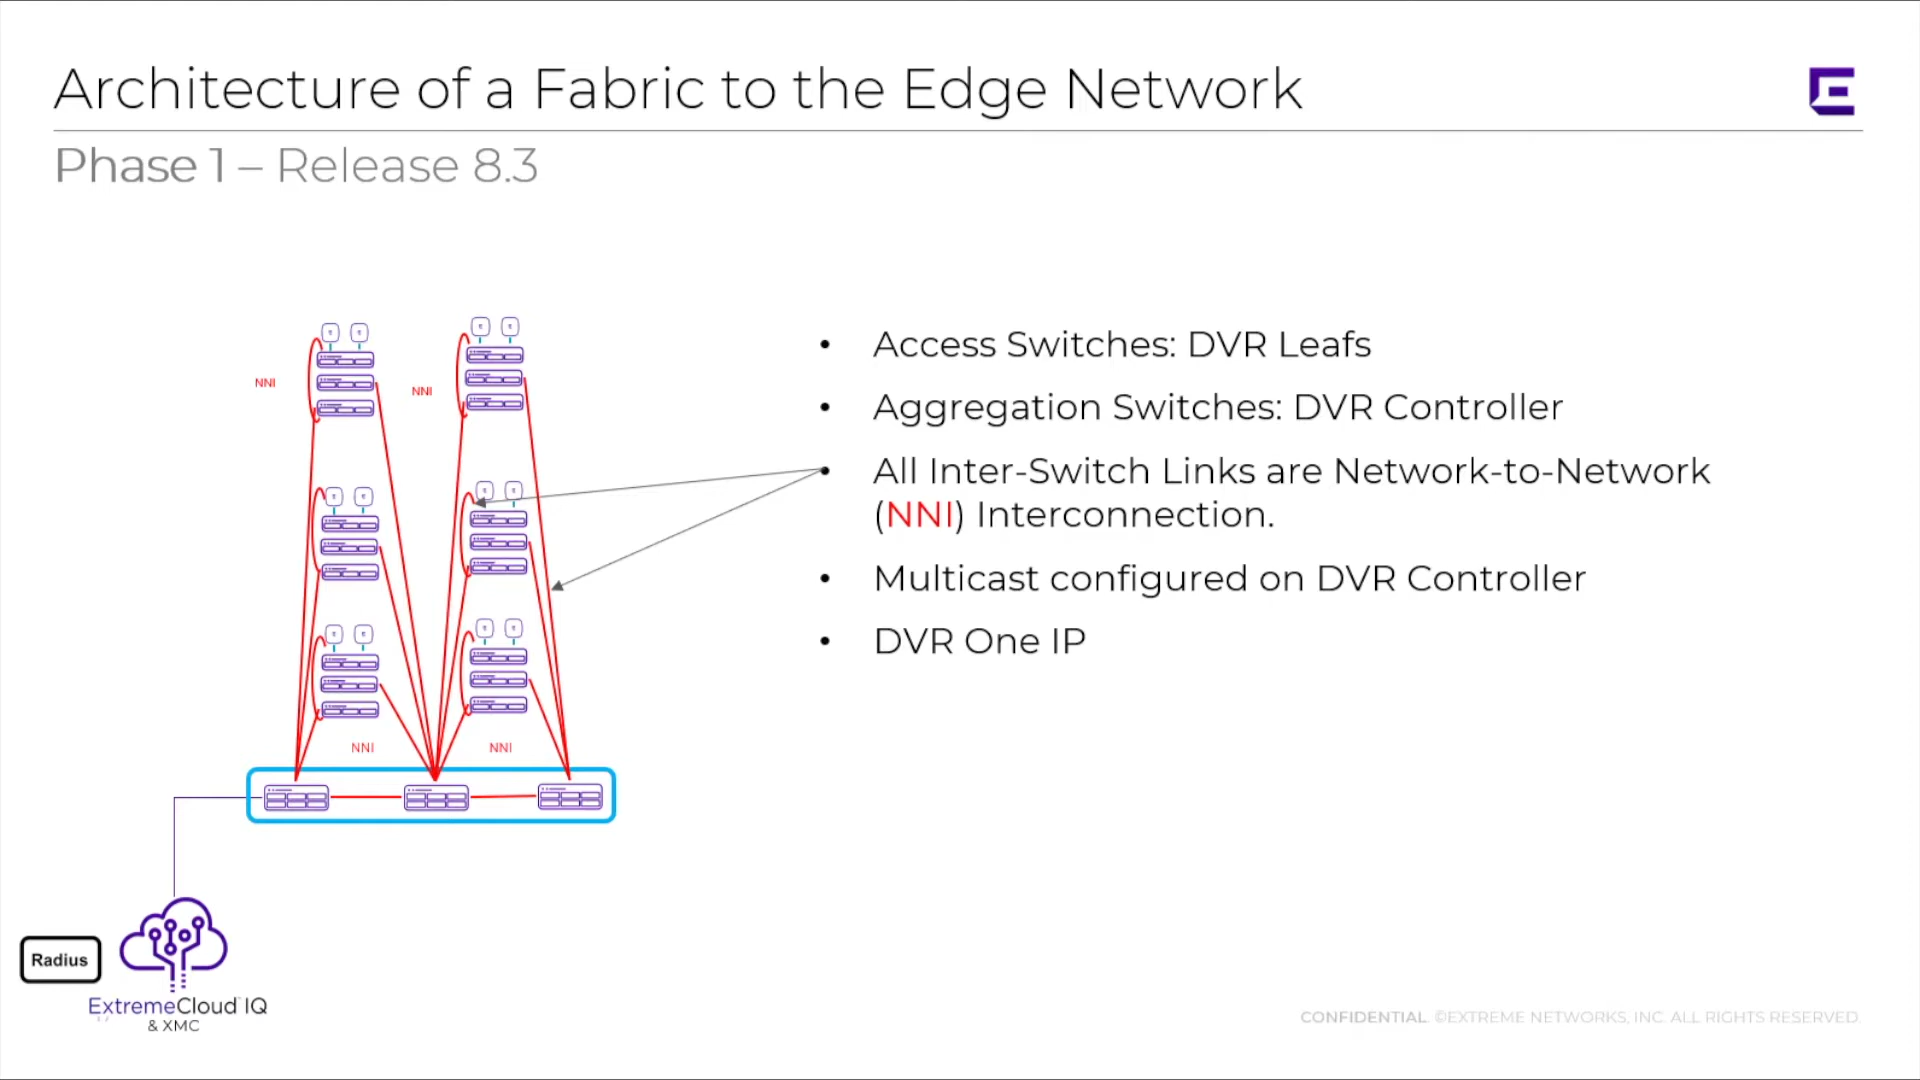 Architecture of a Fabric to the Edge Network
Phase 1 – Release 8.3
NNI
NNI
NNI
NNI
• Access Switches: DVR Leafs
• Aggregation Switches: DVR Controller
• All Inter-Switch Links are Network-to-Network
(NNI) Interconnection.
• Multicast configured on DVR Controller
• DVR One IP
Radius
ExtremeCloud IQ
& XMC
CONFIDENTIAL. ©EXTREME NETWORKS, INC. ALL RIGHTS RESERVED.